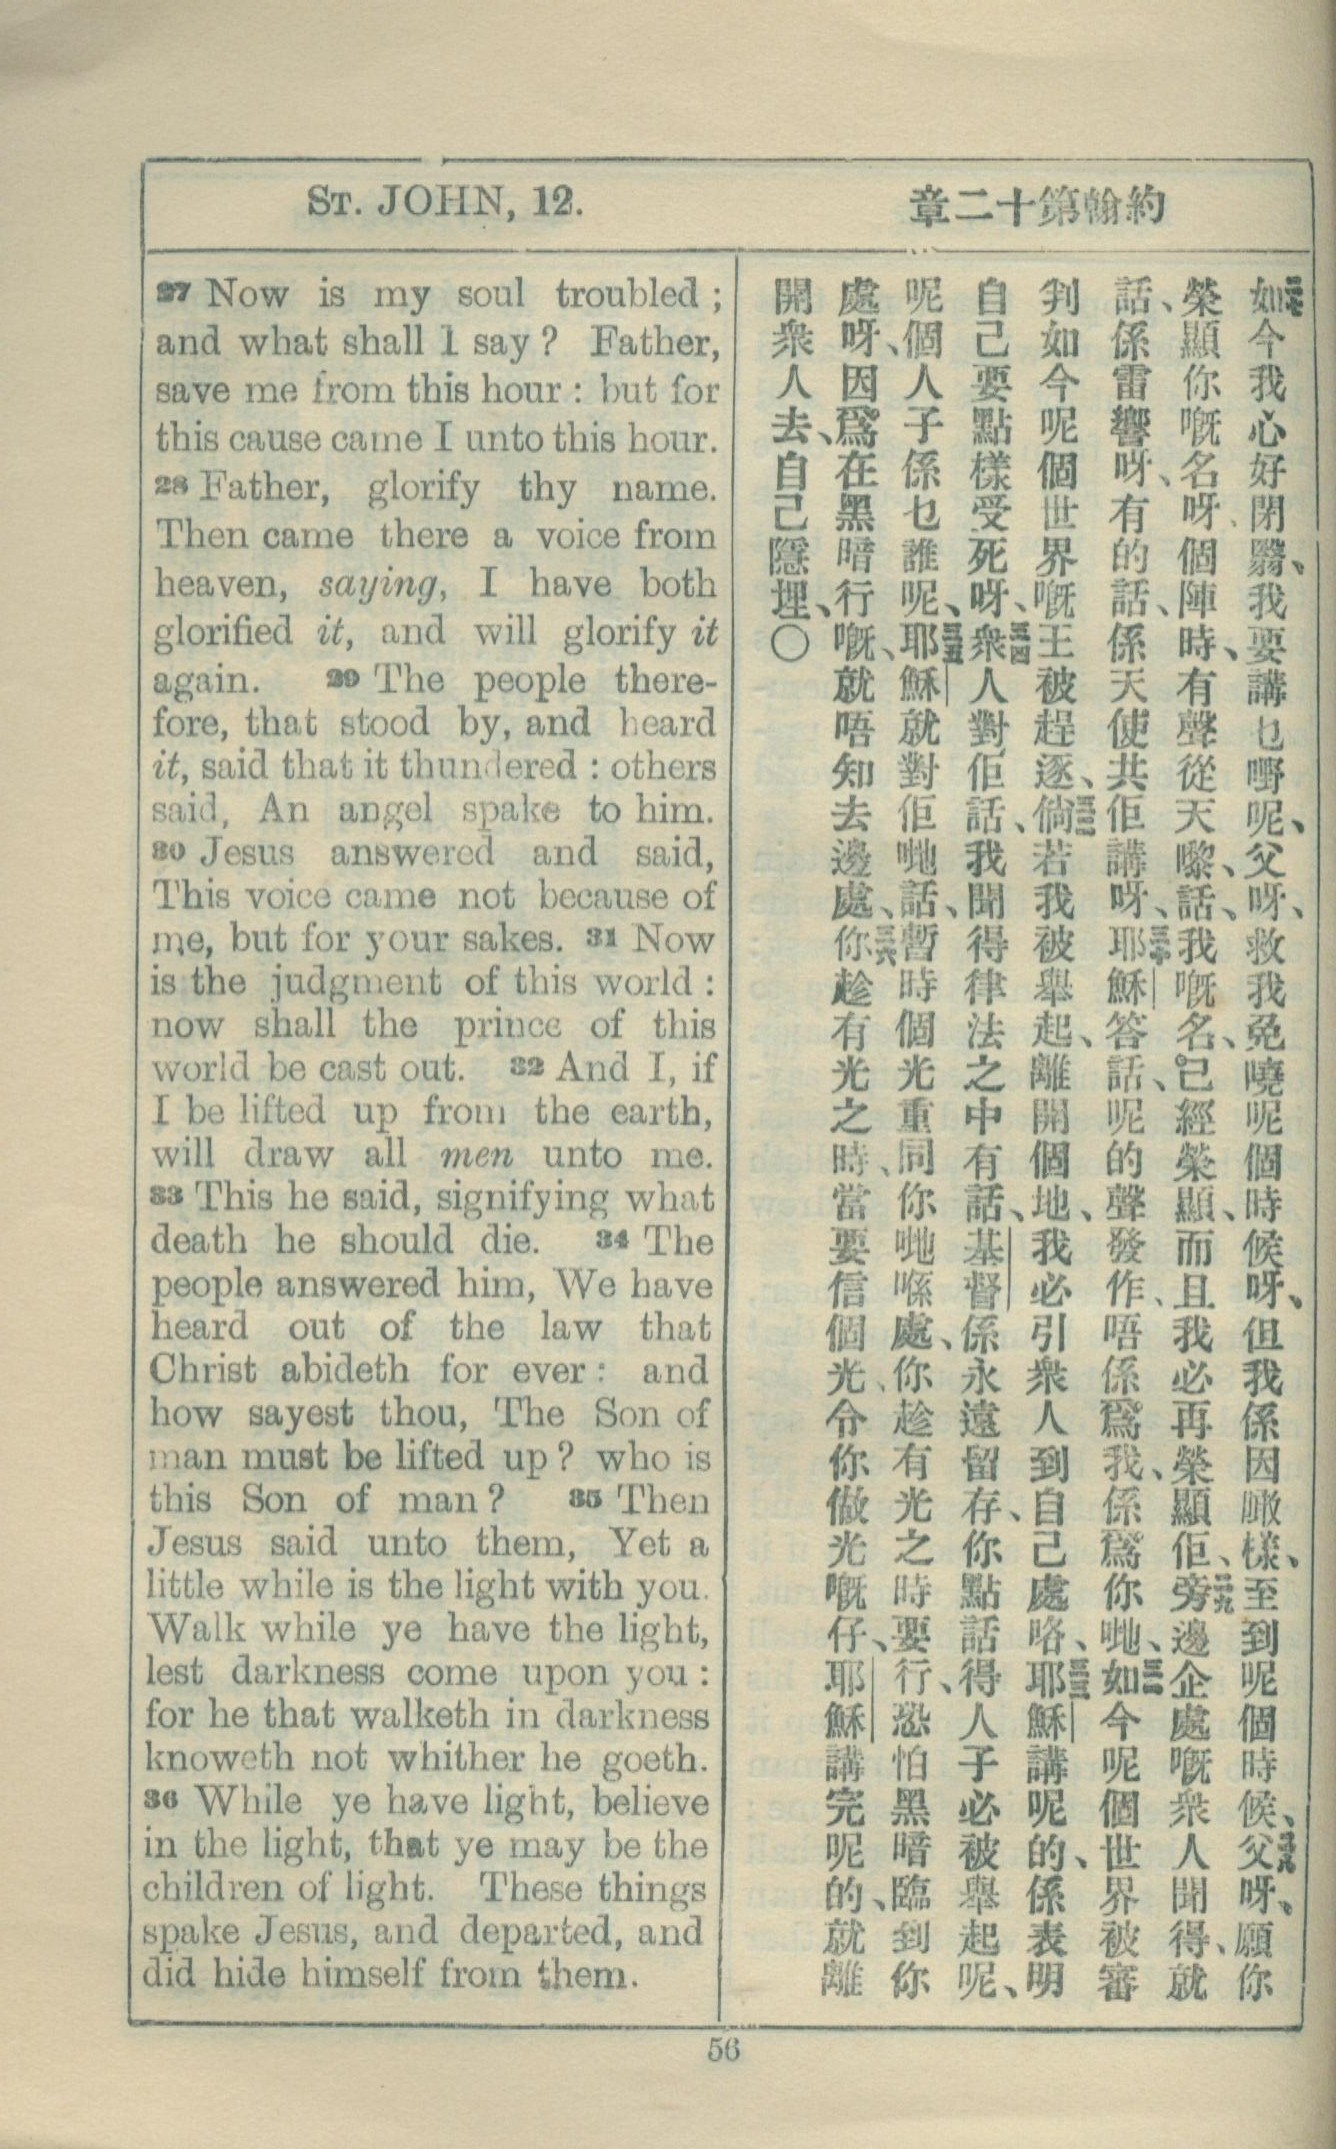 St. JOHN, 12.
27 Now is my soul troubled ;
and what shall I say ? Father,
save me from this hour : but for
this cause came I unto this hour.
28 Father, glorify thy name.
Then came there a voice from
heaven, saying, I have both
glorified it, and will glorify it
again. 29 The people there-
fore, that stood by, and heard
it, said that it thundered : others
said, An angel spake to him.
30 Jesus answered and said,
This voice came not because of
me, but for your sakes. 31 Now
is the judgment of this world :
now shall the prince of this
world be cast out. 32 And I, if
I be lifted up from the earth,
will draw all men unto me.
33 This he said, signifying what
death he should die. 34 The
people answered him, We have
heard out of the law that
Christ abideth for ever : and
how sayest thou, The Son of
man must be lifted up ? who is
this Son of man ? 35 Then
Jesus said unto them, Yet a
little while is the light with you.
Walk while ye have the light,
lest darkness come upon you :
for he that walketh in darkness
knoweth not whither he goeth.
36 While ye have light, believe
in the light, that ye may be the
children of light. These things
spake Jesus, and departed, and
did hide himself from them.
約翰第十二章
二七如今我心好閉翳、我要講乜嘢呢、父呀、救我免嘵呢個時候呀、但我係因噉樣、至到呢個時候、二八父呀、願你
榮顯你嘅名呀、個陣時、有聲從天嚟、話、我嘅名、已經榮顯、而且我必再榮顯佢、二九旁邊企處嘅衆人聞得、就
話、係雷響呀、有的話、係天使共佢講呀、三十耶穌答話、呢的聲發作、唔係爲我、係爲你哋、三一如今呢個世界被審
判如今呢個世界嘅王被趕逐、三二倘若我被舉起、離開個地、我必引衆人到自己處咯、三三耶穌講呢的、係表明
自己要點樣受死呀、三四衆人對佢話、我聞得律法之中有話、基督係永遠留存、你點話得人子必被舉起呢、
呢個人子係乜誰呢、三五耶穌就對佢哋話、暫時個光重同你哋喺處、你趁有光之時要行、恐怕黑暗臨到你
處呀、因爲在黑暗行嘅、就唔知去邊處、三六你趁有光之時、當要信個光、令你做光嘅仔、耶穌講完呢的、就離
開衆人去、自己隱埋、〇
56